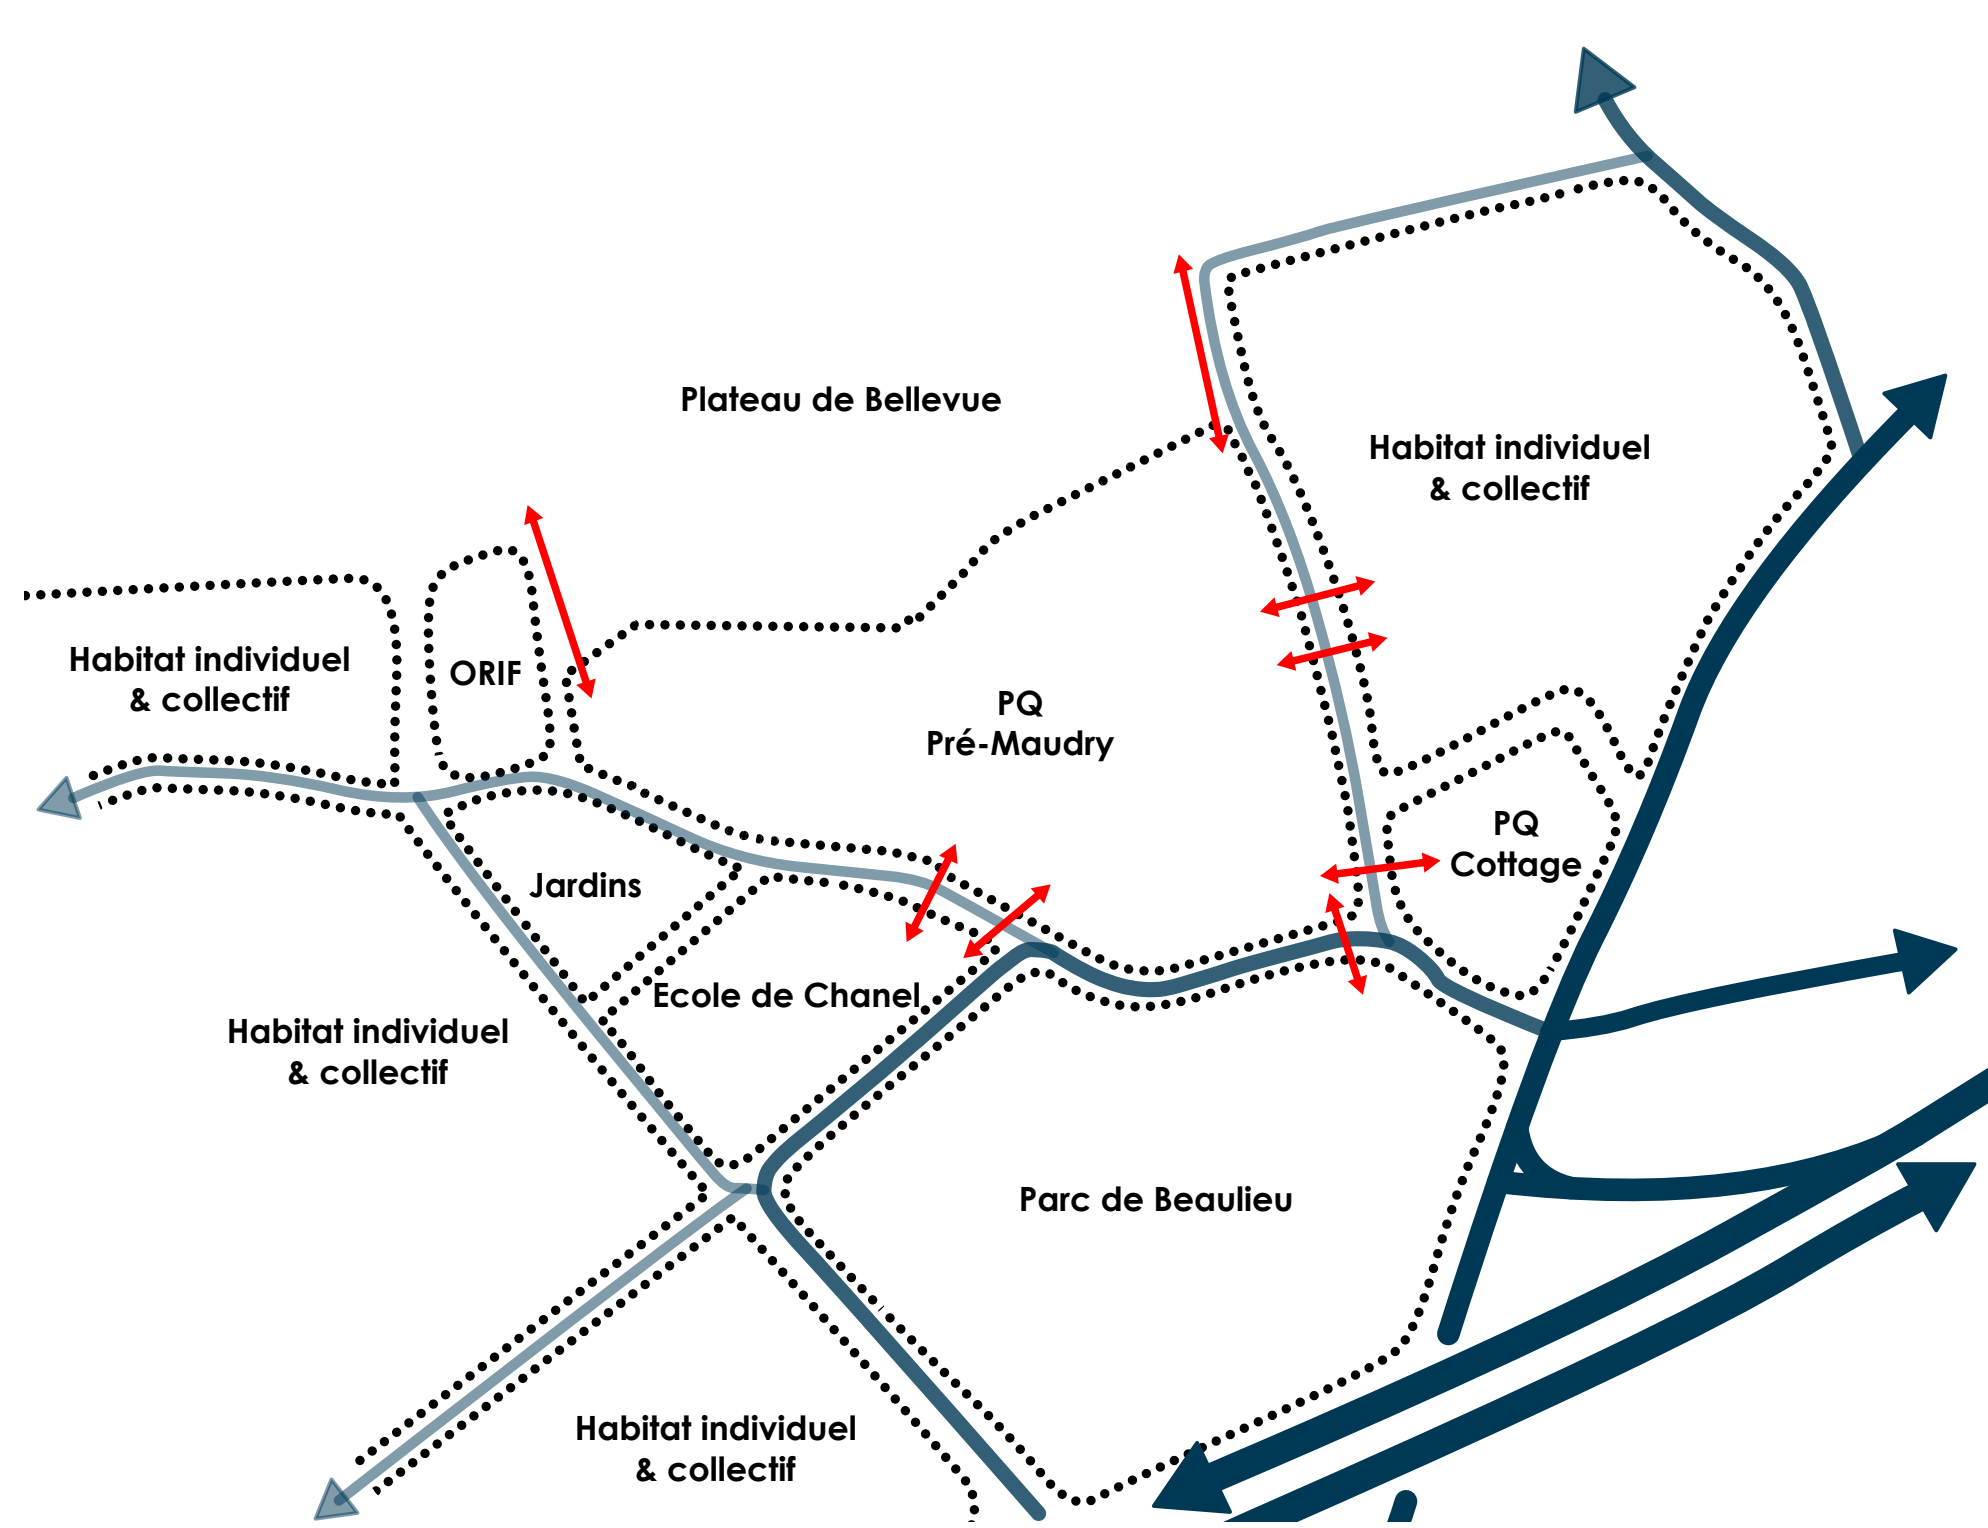 Plateau de Bellevue
Habitat individuel
& collectif
Habitat individuel
& collectif
ORIF
PQ
Pré-Maudry
PQ
Cottage
Jardins
Ecole de Chanel
Habitat individuel
& collectif
Parc de Beaulieu
Habitat individuel
& collectif